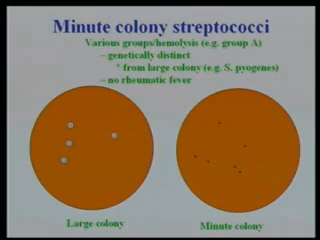 Minute colony streptococci
Various groups/hemolysis (e.g. group A)
– genetically distinct
* from large colony (e.g. S. pyogenes)
– no rheumatic fever
Large colony
Minute colony